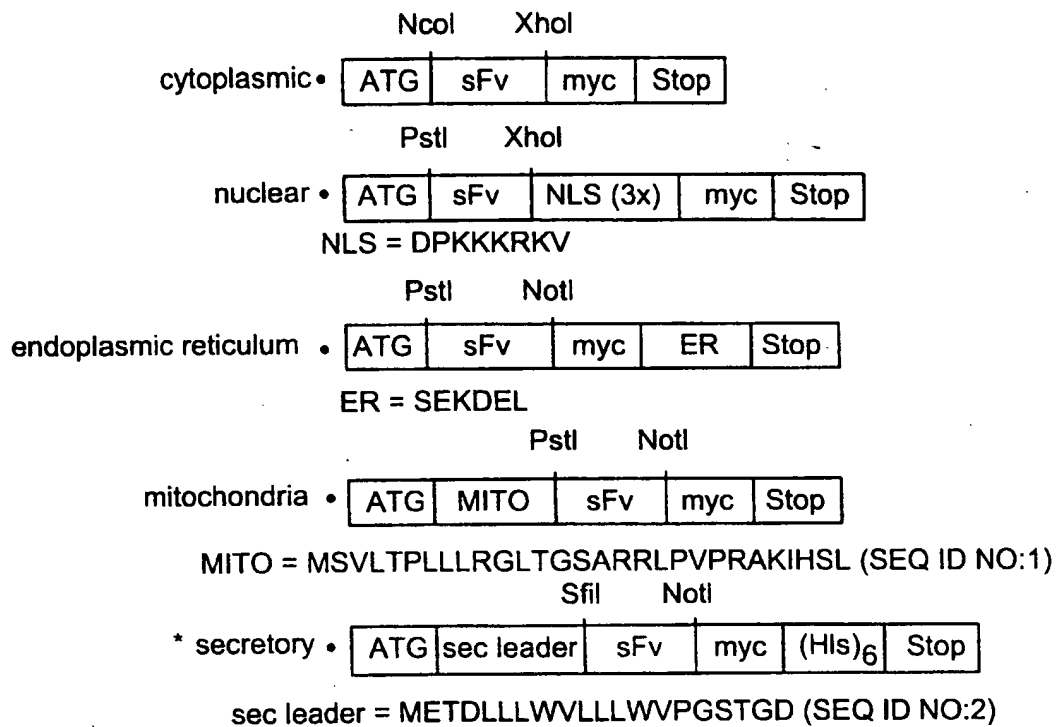 NcoI XhoI
cytoplasmic • ATG sFv myc Stop
PstI XhoI
nuclear • ATG sFv NLS (3x) myc Stop
NLS = DPKKKRKV
PstI NotI
endoplasmic reticulum • ATG sFv myc ER Stop
ER = SEKDEL
PstI NotI
mitochondria • ATG MITO sFv myc Stop
MITO = MSVLTPLLLRGLTGSARRLPVPRAKIHSL (SEQ ID NO:1)
SfiI NotI
* secretory • ATG sec leader sFv myc (HIs)6 Stop
sec leader = METDLLLWVLLLWVPGSTGD (SEQ ID NO:2)